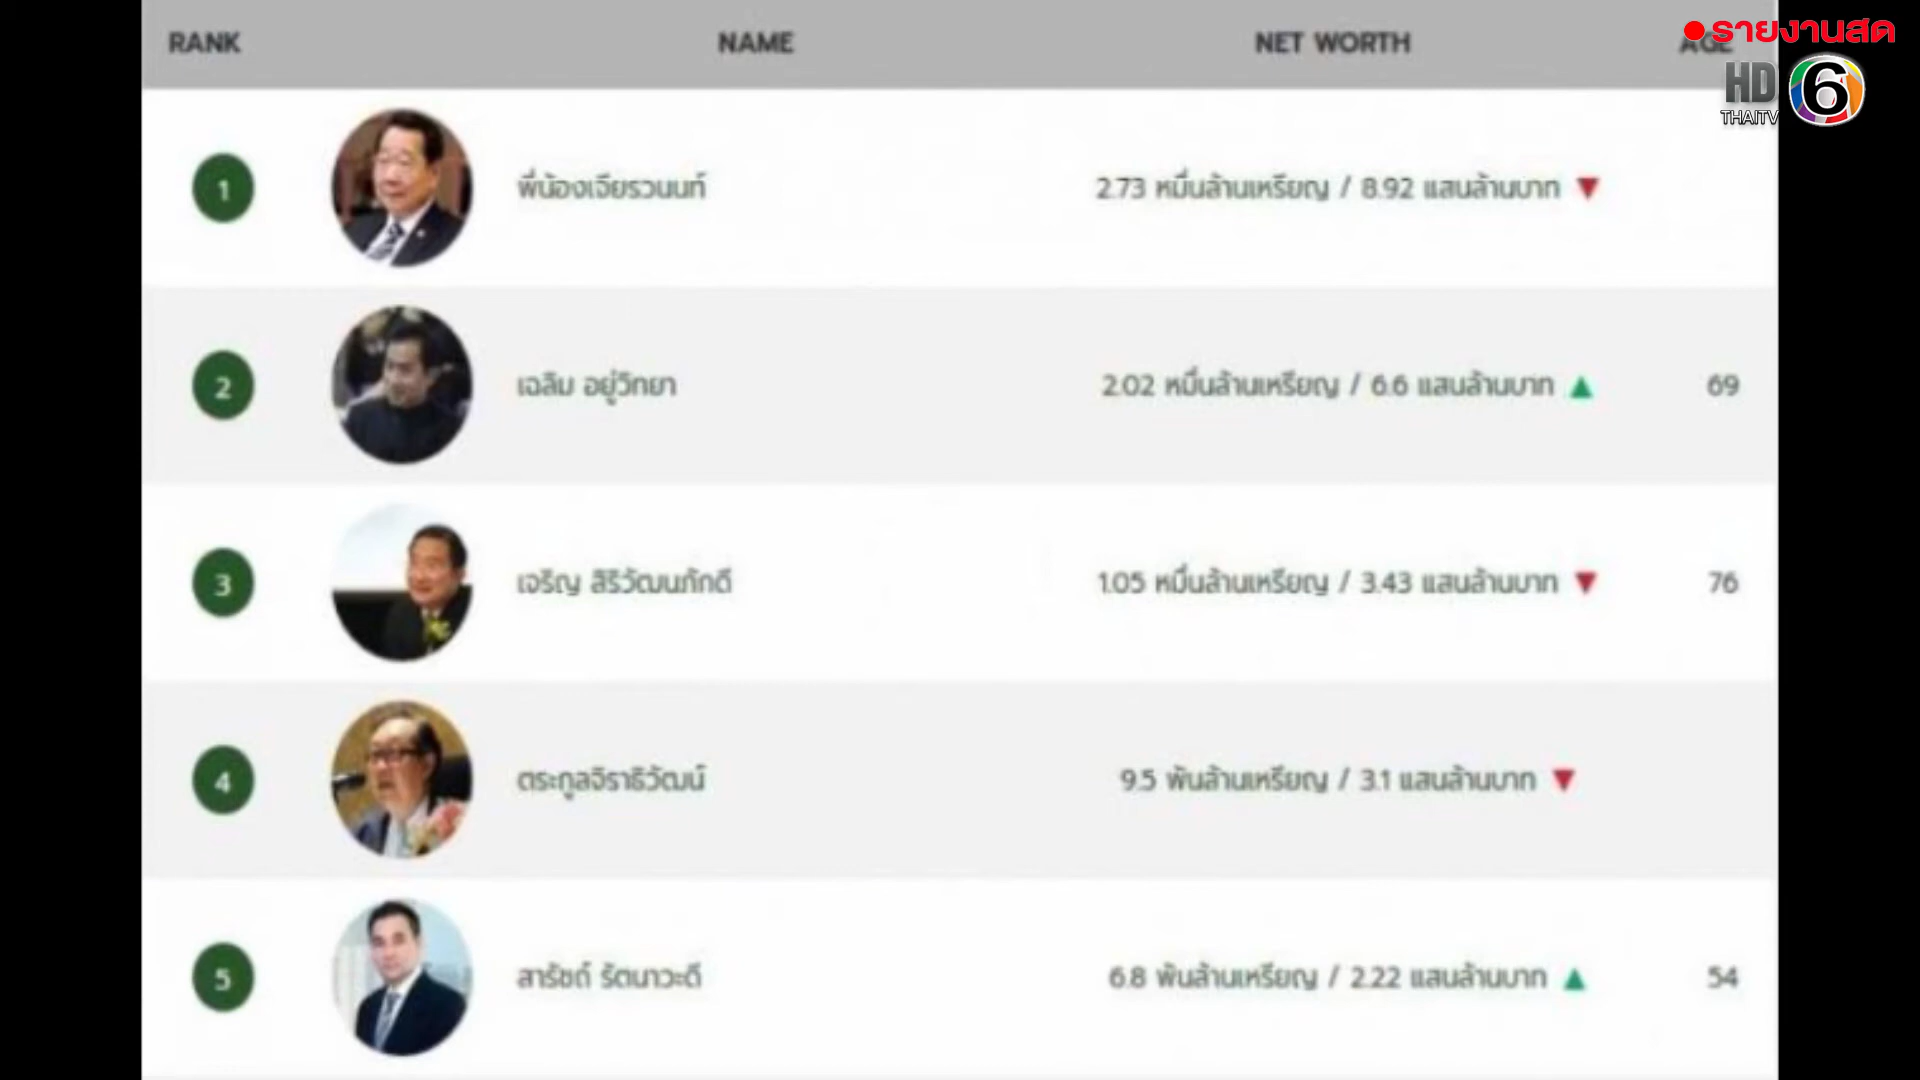 รายงานสด
RANK NAME NET WORTH AGE
HD
THAITV 6
1 พี่น้องเจียรวนนท์ 2.73 หมื่นล้านเหรียญ / 8.92 แสนล้านบาท ▼
2 เฉลิม อยู่วิทยา 2.02 หมื่นล้านเหรียญ / 6.6 แสนล้านบาท ▲ 69
3 เจริญ สิริวัฒนภักดี 1.05 หมื่นล้านเหรียญ / 3.43 แสนล้านบาท ▼ 76
4 ตระกูลจิราธิวัฒน์ 9.5 พันล้านเหรียญ / 3.1 แสนล้านบาท ▼
5 สารัชถ์ รัตนาวะดี 6.8 พันล้านเหรียญ / 2.22 แสนล้านบาท ▲ 54